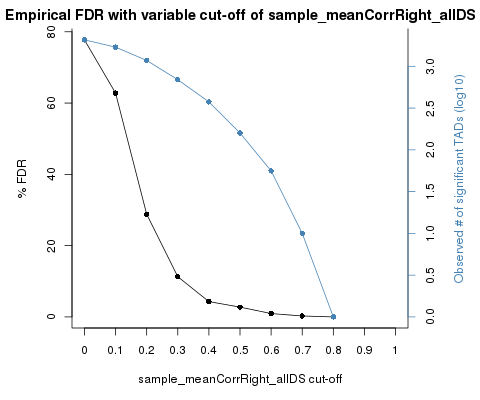 Empirical FDR with variable cut-off of sample_meanCorrRight_allDS
80
60
40
20
0
% FDR
3.0
2.5
2.0
1.5
1.0
0.5
0.0
Observed # of significant TADs (log10)
0 0.1 0.2 0.3 0.4 0.5 0.6 0.7 0.8 0.9 1
sample_meanCorrRight_allDS cut-off